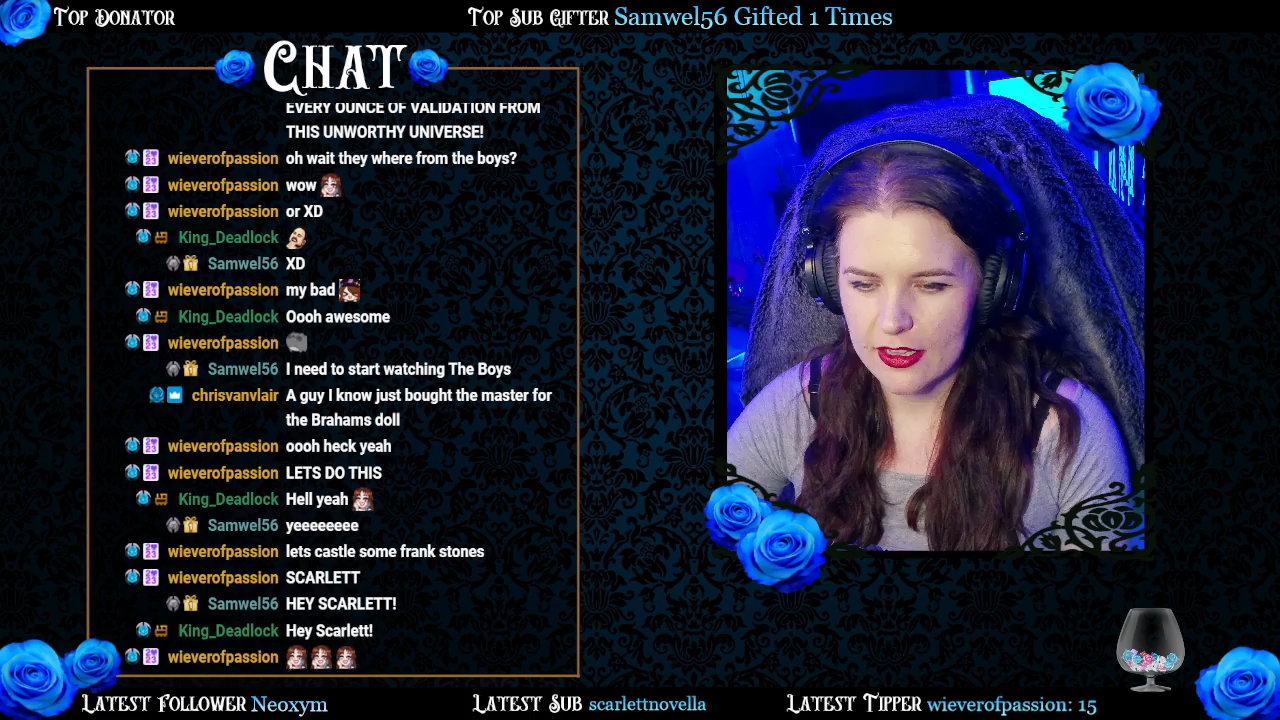 Top Donator
Top Sub Gifter Samwel56 Gifted 1 Times
Chat
EVERY OUNCE OF VALIDATION FROM
THIS UNWORTHY UNIVERSE!
wieverofpassion oh wait they where from the boys?
wieverofpassion wow
wieverofpassion or XD
King_Deadlock
Samwel56 XD
wieverofpassion my bad
King_Deadlock Oooh awesome
wieverofpassion
Samwel56 I need to start watching The Boys
chrisvanvlair A guy I know just bought the master for
the Brahams doll
wieverofpassion oooh heck yeah
wieverofpassion LETS DO THIS
King_Deadlock Hell yeah
Samwel56 yeeeeeeee
wieverofpassion lets castle some frank stones
wieverofpassion SCARLETT
Samwel56 HEY SCARLETT!
King_Deadlock Hey Scarlett!
wieverofpassion
Latest Follower Neoxym
Latest Sub scarlettnovella
Latest Tipper wieverofpassion: 15